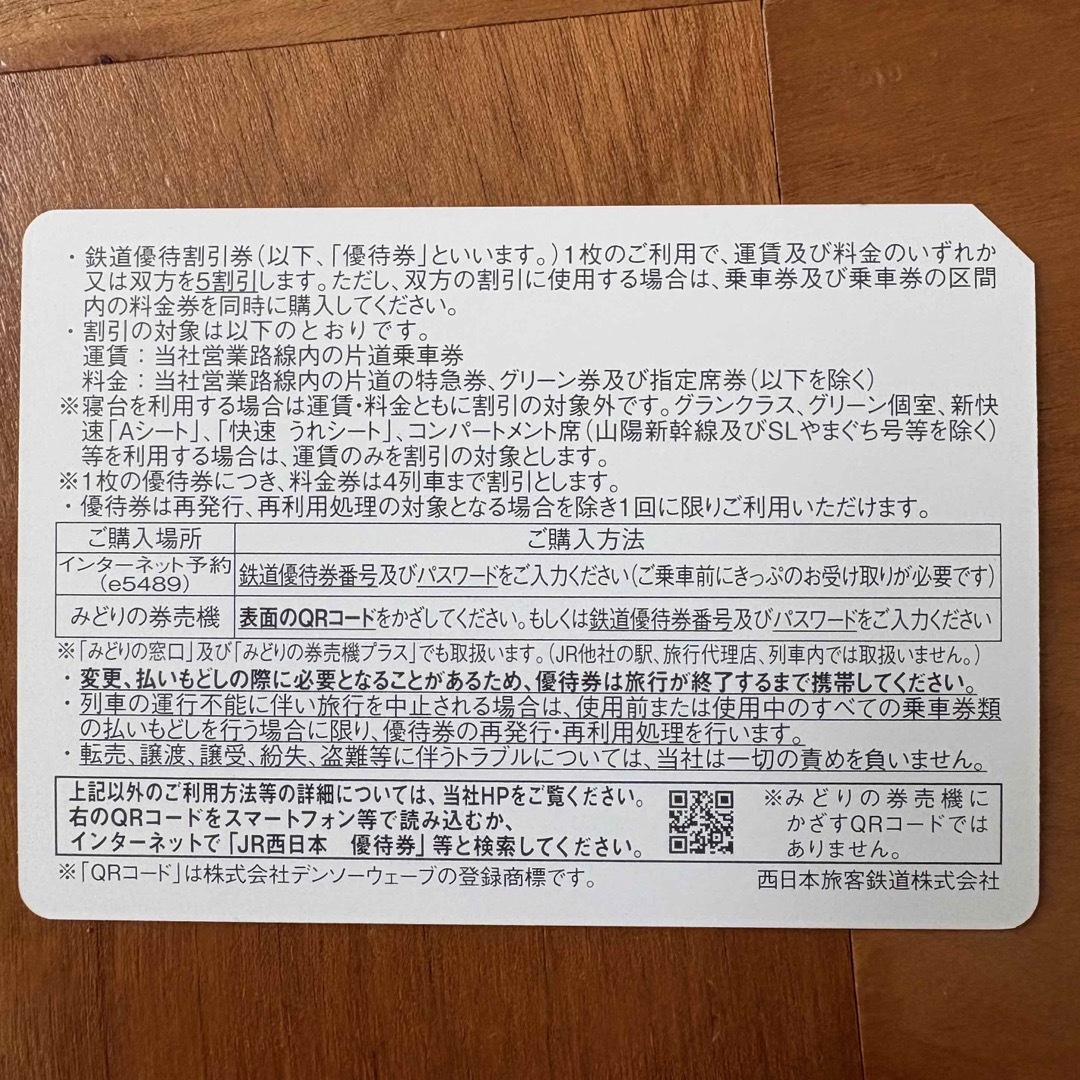 ・鉄道優待割引券(以下、「優待券」といいます。)1枚のご利用で、運賃及び料金のいずれか
又は双方を5割引します。ただし、双方の割引に使用する場合は、乗車券及び乗車券の区間
内の料金券を同時に購入してください。
・割引の対象は以下のとおりです。
運賃：当社営業路線内の片道乗車券
料金：当社営業路線内の片道の特急券、グリーン券及び指定席券(以下を除く)
※寝台を利用する場合は運賃・料金ともに割引の対象外です。グランクラス、グリーン個室、新快
速「Aシート」、「快速 うれシート」、コンパートメント席(山陽新幹線及びSLやまぐち号等を除く)
等を利用する場合は、運賃のみを割引の対象とします。
※1枚の優待券につき、料金券は4列車まで割引とします。
・優待券は再発行、再利用処理の対象となる場合を除き1回に限りご利用いただけます。
ご購入場所 ご購入方法
インターネット予約
(e5489) 鉄道優待券番号及びパスワードをご入力ください(ご乗車前にきっぷのお受け取りが必要です)
みどりの券売機 表面のQRコードをかざしてください。もしくは鉄道優待券番号及びパスワードをご入力ください
※「みどりの窓口」及び「みどりの券売機プラス」でも取扱います。(JR他社の駅、旅行代理店、列車内では取扱いません。)
・変更、払いもどしの際に必要となることがあるため、優待券は旅行が終了するまで携帯してください。
・列車の運行不能に伴い旅行を中止される場合は、使用前または使用中のすべての乗車券類
の払いもどしを行う場合に限り、優待券の再発行・再利用処理を行います。
・転売、譲渡、譲受、紛失、盗難等に伴うトラブルについては、当社は一切の責めを負いません。
上記以外のご利用方法等の詳細については、当社HPをご覧ください。
右のQRコードをスマートフォン等で読み込むか、
インターネットで「JR西日本 優待券」等と検索してください。
※みどりの券売機に
かざすQRコードでは
ありません。
※「QRコード」は株式会社デンソーウェーブの登録商標です。
西日本旅客鉄道株式会社